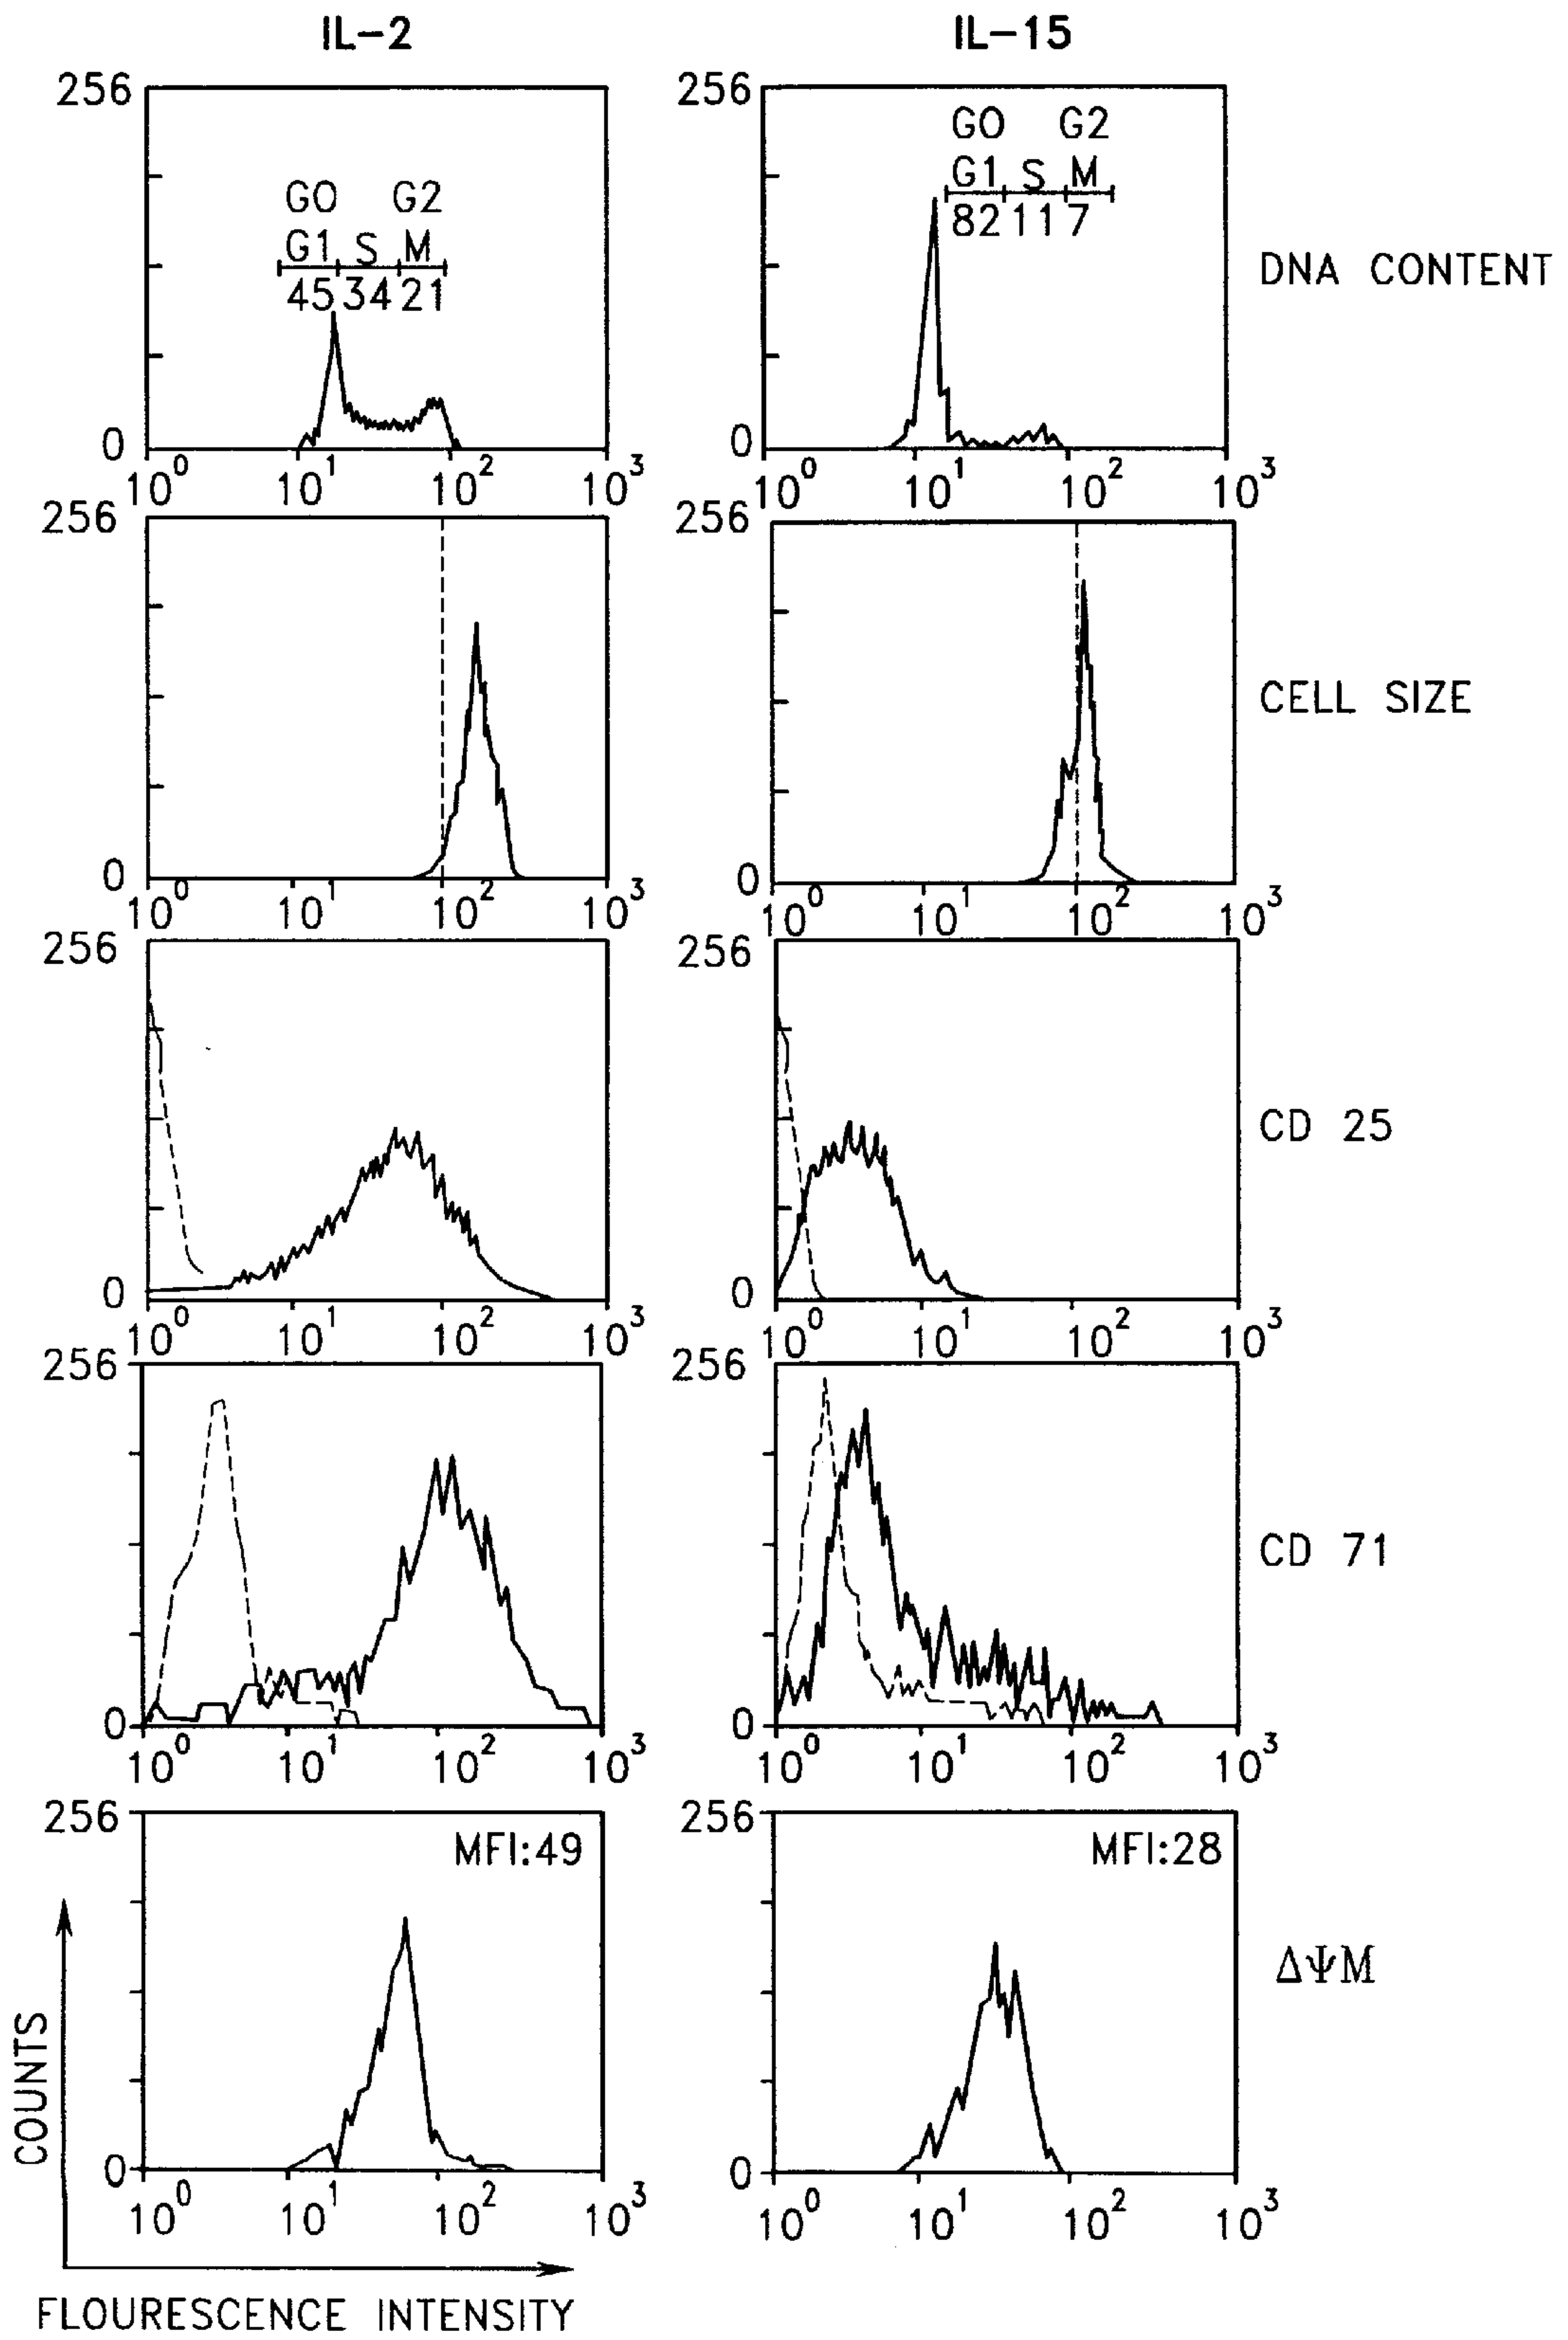 IL-2
IL-15
256
GO G2
G1 S M
45 34 21
0
10^0 10^1 10^2 10^3
256
GO G2
G1 S M
82 11 7
0
10^0 10^1 10^2 10^3
DNA CONTENT
256
0
10^0 10^1 10^2 10^3
256
0
10^0 10^1 10^2 10^3
CELL SIZE
256
0
10^0 10^1 10^2 10^3
256
0
10^0 10^1 10^2 10^3
CD 25
256
0
10^0 10^1 10^2 10^3
256
0
10^0 10^1 10^2 10^3
CD 71
256
MFI:49
0
10^0 10^1 10^2 10^3
256
MFI:28
0
10^0 10^1 10^2 10^3
ΔΨM
COUNTS
FLOURESCENCE INTENSITY